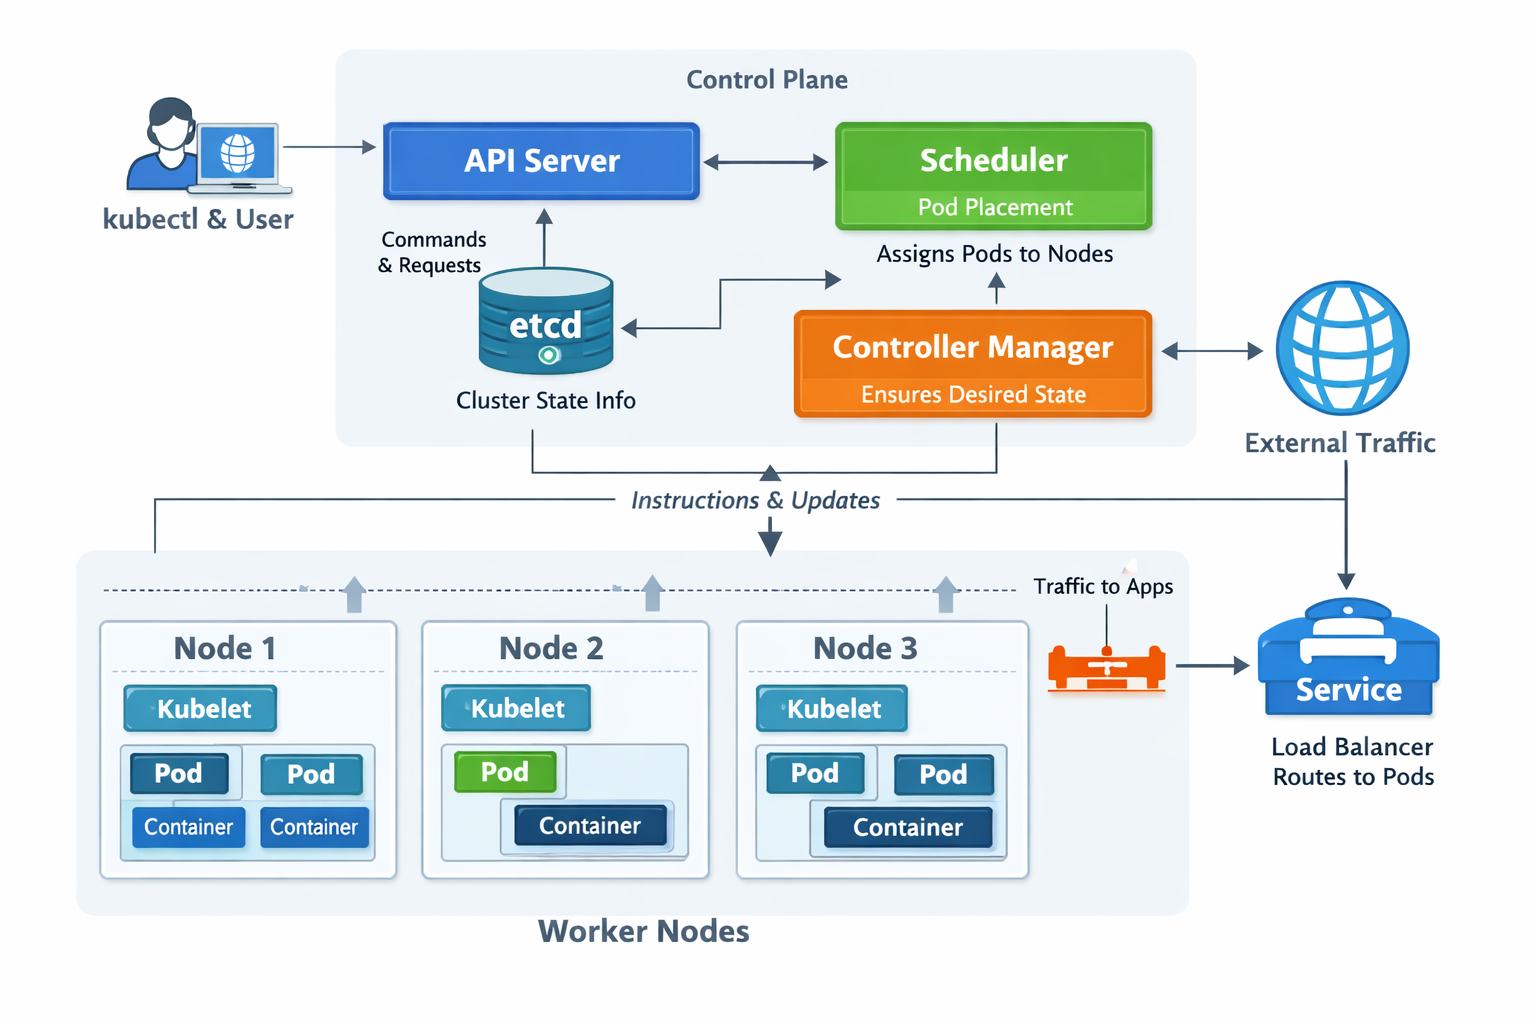 Control Plane
kubectl & User
API Server
Scheduler
Pod Placement
Assigns Pods to Nodes
Commands
& Requests
etcd
Cluster State Info
Controller Manager
Ensures Desired State
External Traffic
Instructions & Updates
Traffic to Apps
Node 1
Kubelet
Pod
Pod
Container
Container
Node 2
Kubelet
Pod
Container
Node 3
Kubelet
Pod
Pod
Container
Service
Load Balancer
Routes to Pods
Worker Nodes